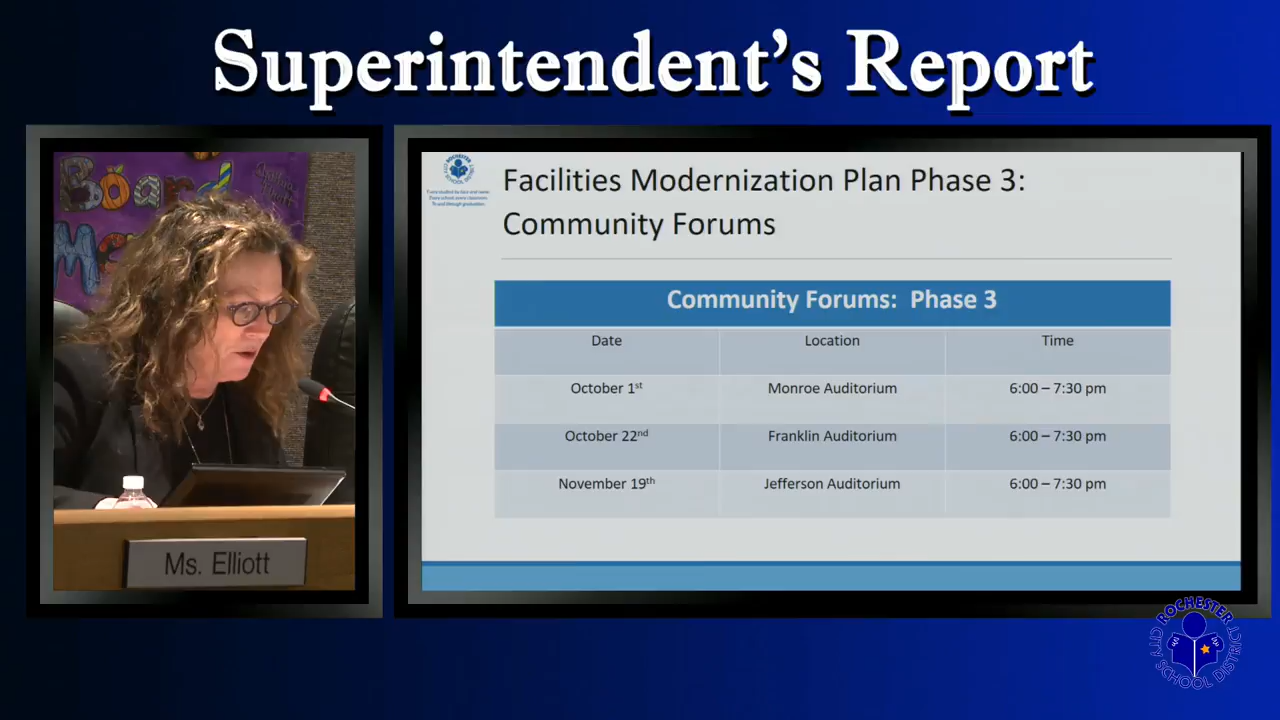 Superintendent's Report
Board
Facilities Modernization Plan Phase 3:
Community Forums
Community Forums: Phase 3
Date Location Time
October 1st Monroe Auditorium 6:00 – 7:30 pm
October 22nd Franklin Auditorium 6:00 – 7:30 pm
November 19th Jefferson Auditorium 6:00 – 7:30 pm
Ms. Elliott
ROCHESTER
CITY SCHOOL DISTRICT